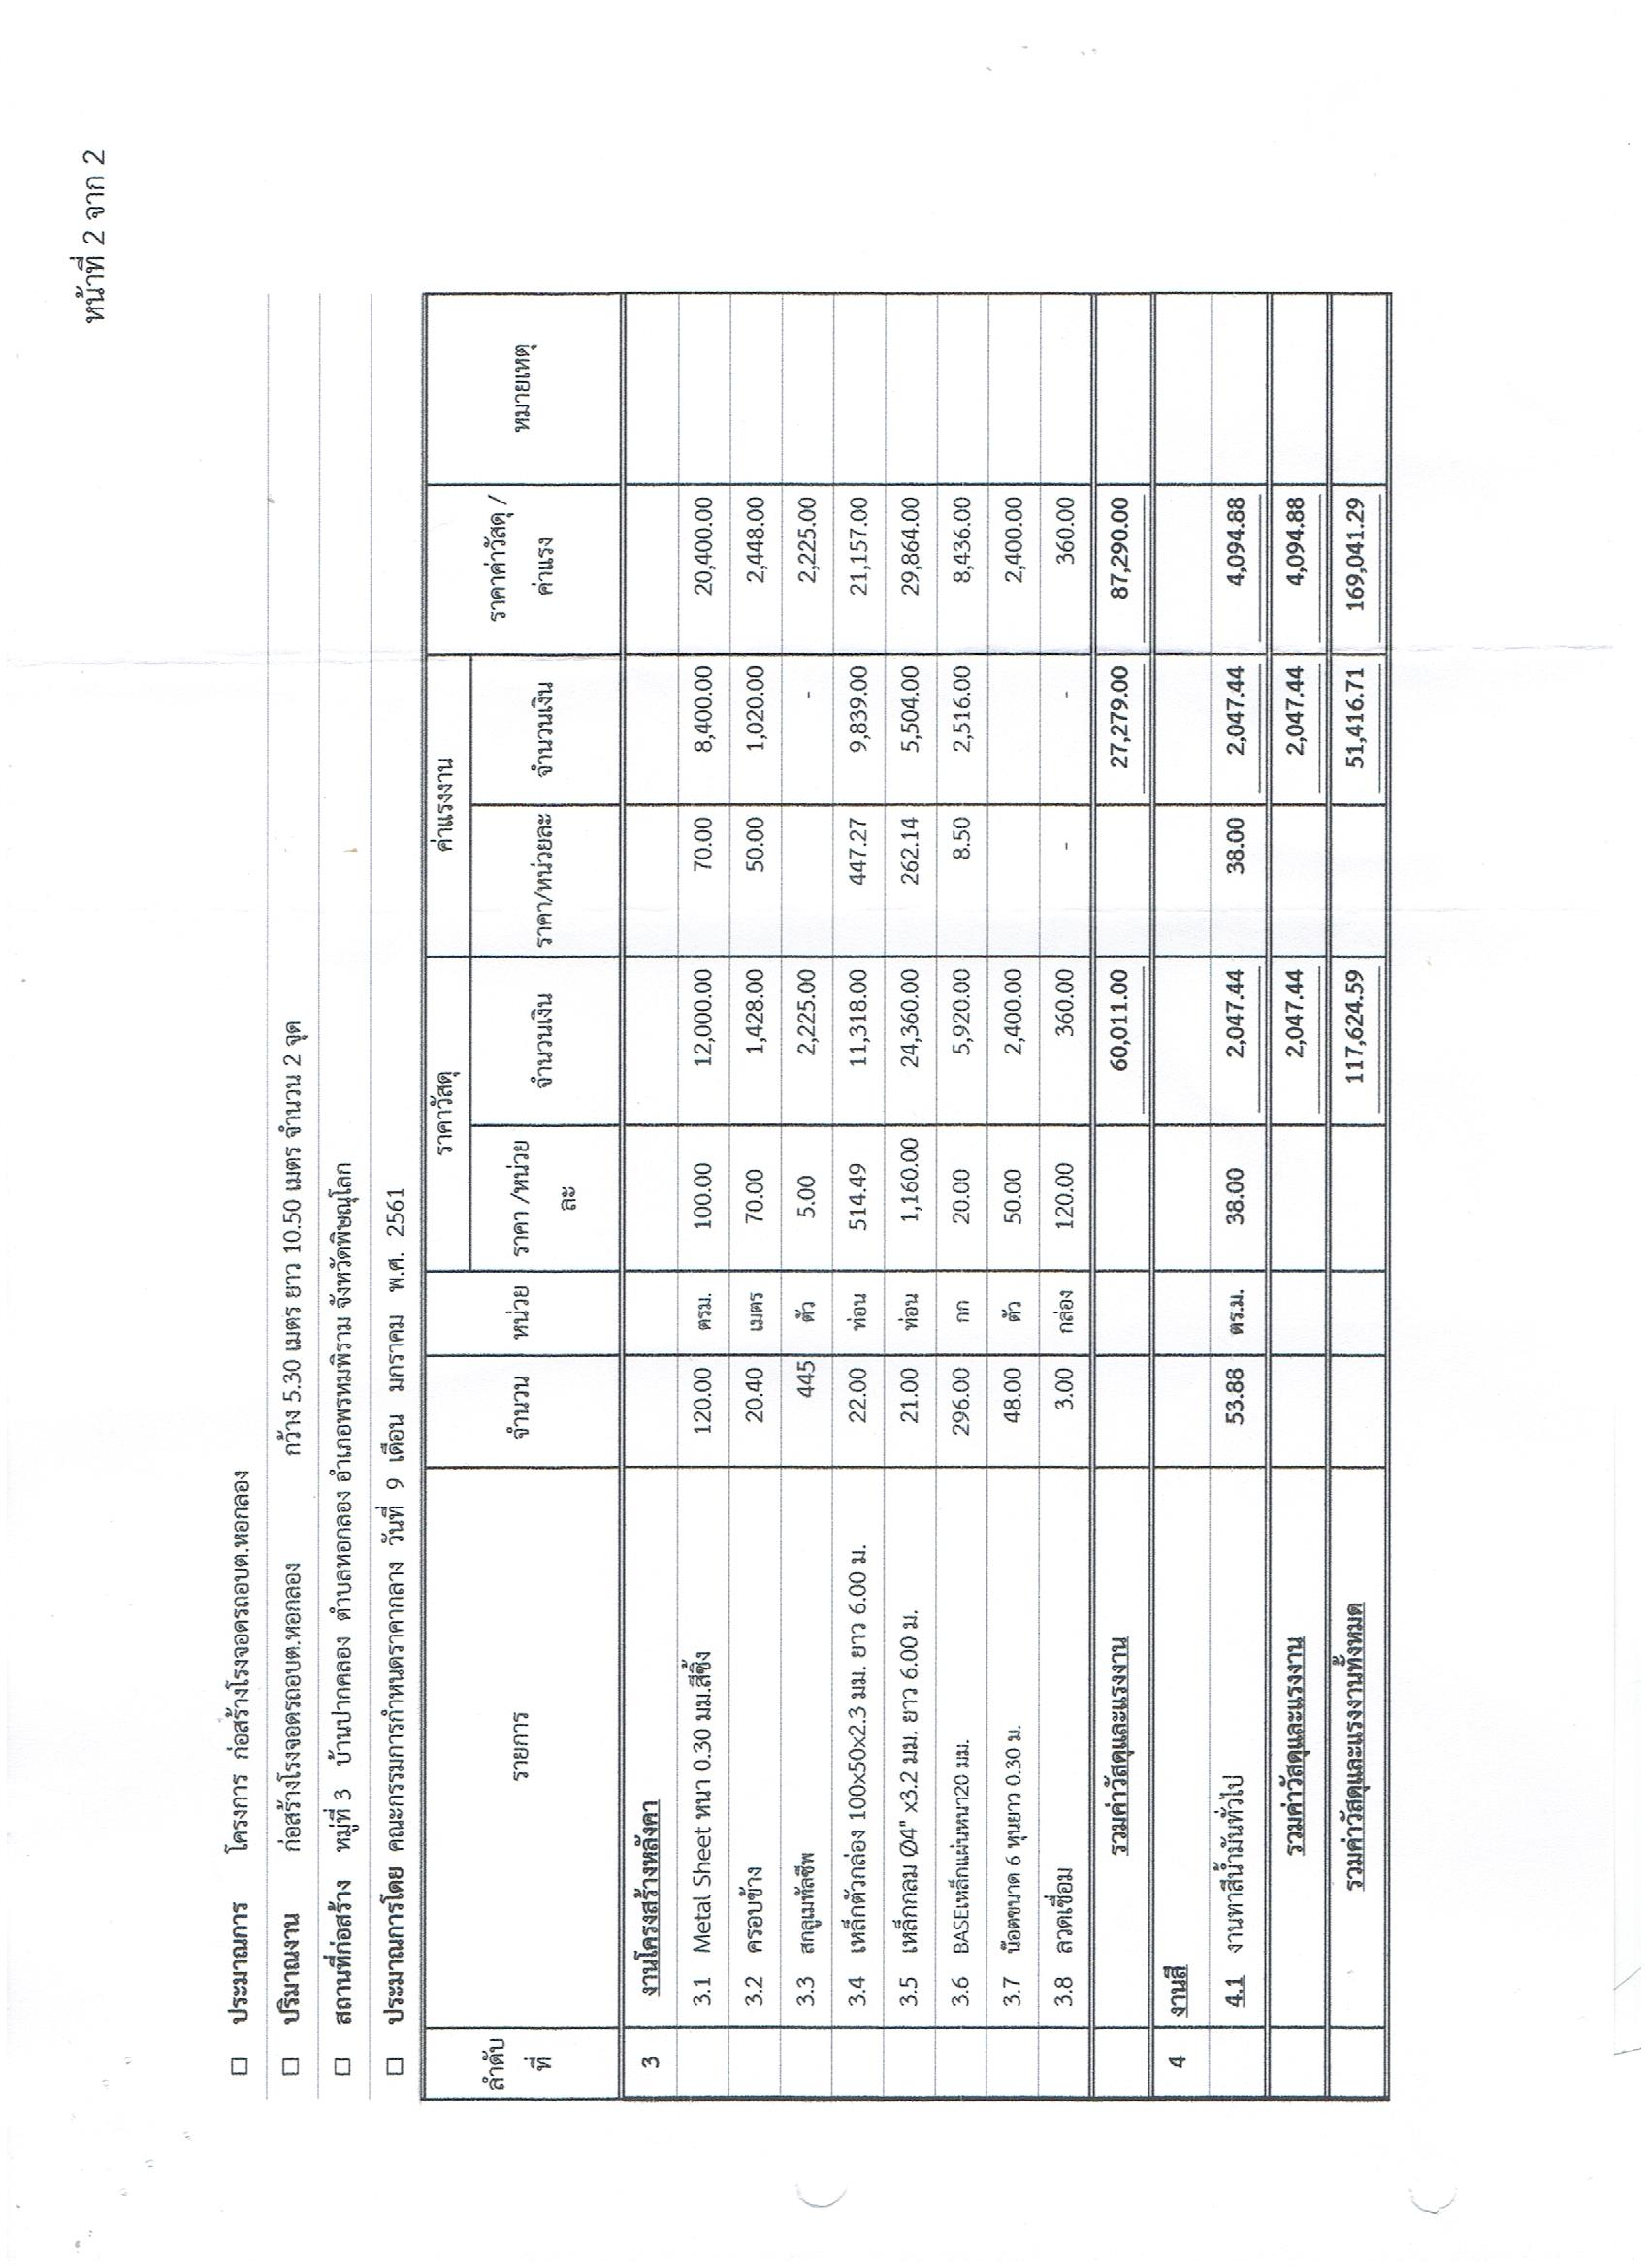 หน้าที่ 2 จาก 2
☐ ประมาณการ โครงการ ก่อสร้างโรงจอดรถอบต.หอกลอง
☐ ปริมาณงาน ก่อสร้างโรงจอดรถอบต.หอกลอง กว้าง 5.30 เมตร ยาว 10.50 เมตร จำนวน 2 จุด
☐ สถานที่ก่อสร้าง หมู่ที่ 3 บ้านปากคลอง ตำบลหอกลอง อำเภอพรหมพิราม จังหวัดพิษณุโลก
☐ ประมาณการโดย คณะกรรมการกำหนดราคากลาง วันที่ 9 เดือน มกราคม พ.ศ. 2561
ลำดับที่ รายการ จำนวน หน่วย ราคาวัสดุ ค่าแรงงาน ราคาค่าวัสดุ / ค่าแรง หมายเหตุ
ราคา /หน่วยละ จำนวนเงิน ราคา/หน่วยละ จำนวนเงิน
3 งานโครงสร้างหลังคา
3.1 Metal Sheet หนา 0.30 มม.สีซิ้ง 120.00 ตรม. 100.00 12,000.00 70.00 8,400.00 20,400.00
3.2 ครอบข้าง 20.40 เมตร 70.00 1,428.00 50.00 1,020.00 2,448.00
3.3 สกลูเมทัลชีพ 445 ตัว 5.00 2,225.00 - 2,225.00
3.4 เหล็กตัวกล่อง 100x50x2.3 มม. ยาว 6.00 ม. 22.00 ท่อน 514.49 11,318.00 447.27 9,839.00 21,157.00
3.5 เหล็กกลม Ø4" x3.2 มม. ยาว 6.00 ม. 21.00 ท่อน 1,160.00 24,360.00 262.14 5,504.00 29,864.00
3.6 BASEเหล็กแผ่นหนา20 มม. 296.00 กก 20.00 5,920.00 8.50 2,516.00 8,436.00
3.7 น้อตขนาด 6 หุนยาว 0.30 ม. 48.00 ตัว 50.00 2,400.00 2,400.00
3.8 ลวดเชื่อม 3.00 กล่อง 120.00 360.00 - - 360.00
รวมค่าวัสดุและแรงงาน 60,011.00 27,279.00 87,290.00
4 งานสี
4.1 งานทาสีน้ำมันทั่วไป 53.88 ตร.ม. 38.00 2,047.44 38.00 2,047.44 4,094.88
รวมค่าวัสดุและแรงงาน 2,047.44 2,047.44 4,094.88
รวมค่าวัสดุและแรงงานทั้งหมด 117,624.59 51,416.71 169,041.29